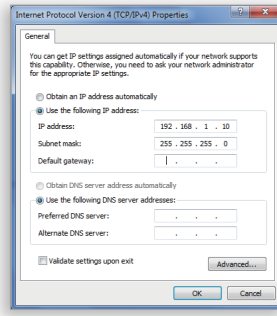 Internet Protocol Version 4 (TCP/IPv4) Properties
General
You can get IP settings assigned automatically if your network supports
this capability. Otherwise, you need to ask your network administrator
for the appropriate IP settings.
Obtain an IP address automatically
Use the following IP address:
IP address: 192 . 168 . 1 . 10
Subnet mask: 255 . 255 . 255 . 0
Default gateway: . . .
Obtain DNS server address automatically
Use the following DNS server addresses:
Preferred DNS server: . . .
Alternate DNS server: . . .
Validate settings upon exit
Advanced...
OK Cancel